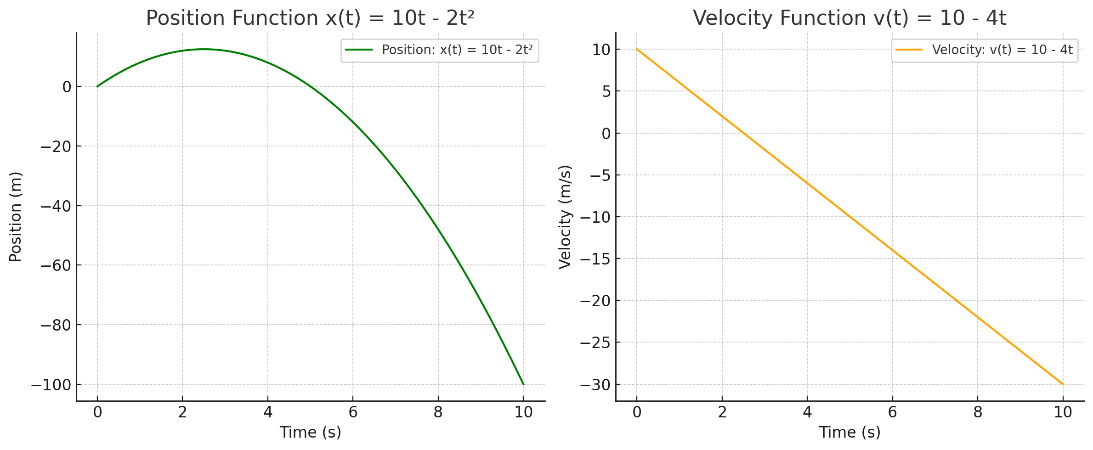 Position Function x(t) = 10t - 2t²
Position: x(t) = 10t - 2t²
0
−20
−40
−60
−80
−100
Position (m)
0 2 4 6 8 10
Time (s)
Velocity Function v(t) = 10 - 4t
Velocity: v(t) = 10 - 4t
10
5
0
−5
−10
−15
−20
−25
−30
Velocity (m/s)
0 2 4 6 8 10
Time (s)